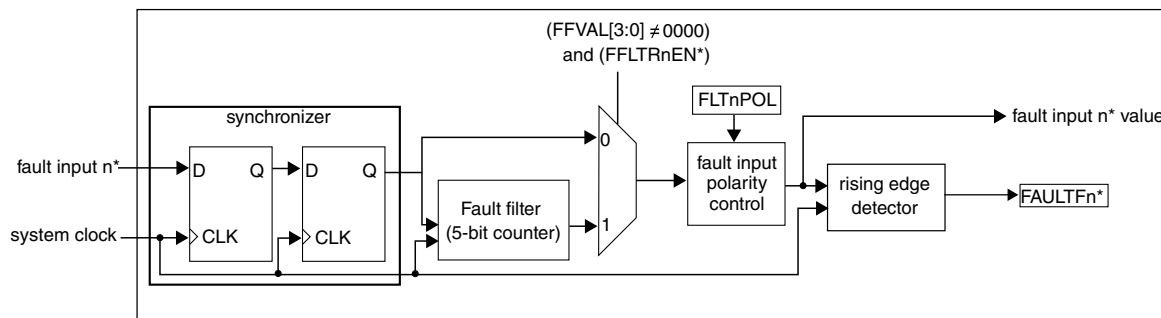 (FFVAL[3:0] ≠ 0000)
and (FFLTRnEN*)
FLTnPOL
synchronizer
fault input n* value
fault input n*
D Q
D Q
0
fault input
polarity
control
rising edge
detector
FAULTFn*
Fault filter
(5-bit counter)
1
system clock
CLK
CLK